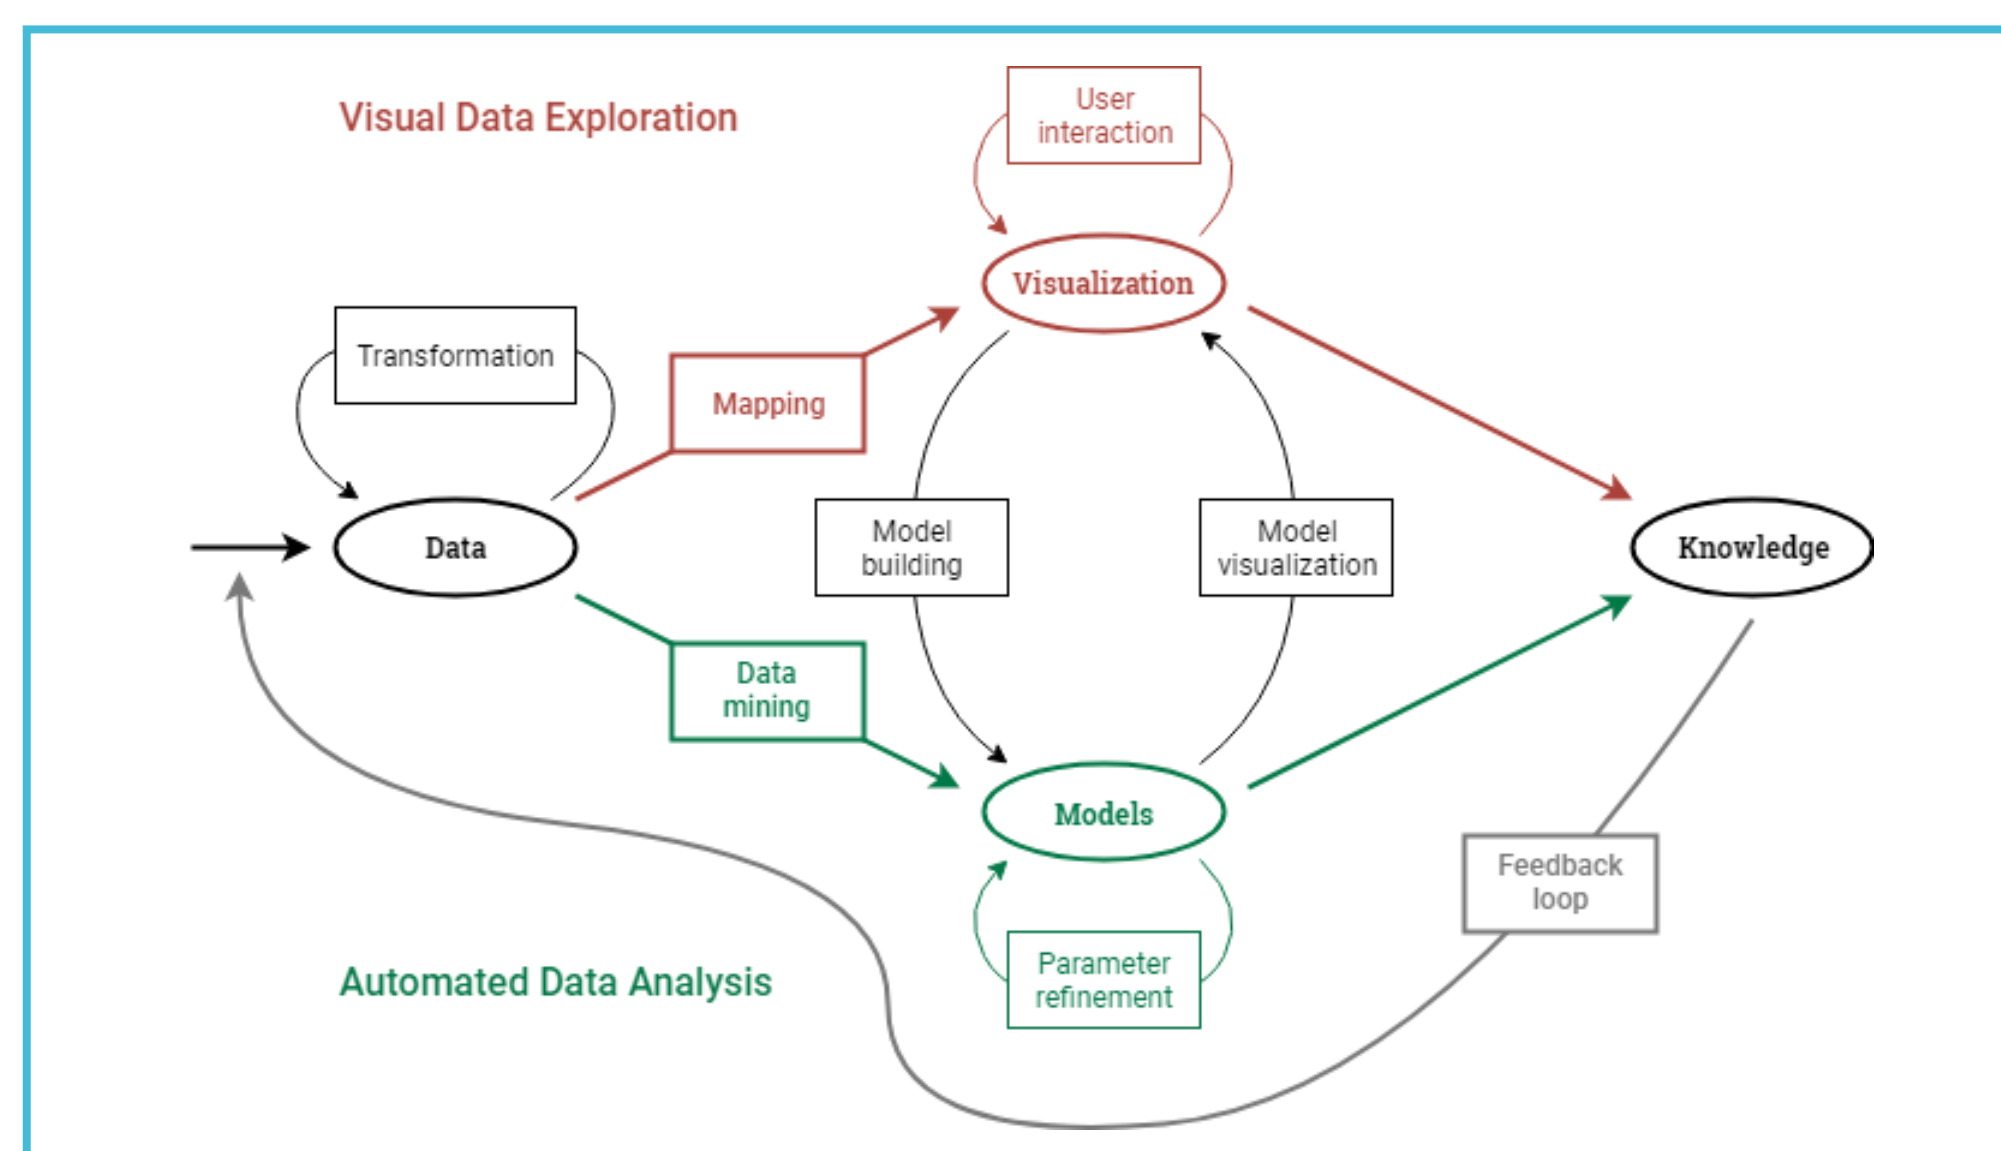 Visual Data Exploration
User
interaction
Visualization
Transformation
Mapping
Data
Model
building
Model
visualization
Knowledge
Data
mining
Models
Feedback
loop
Automated Data Analysis
Parameter
refinement